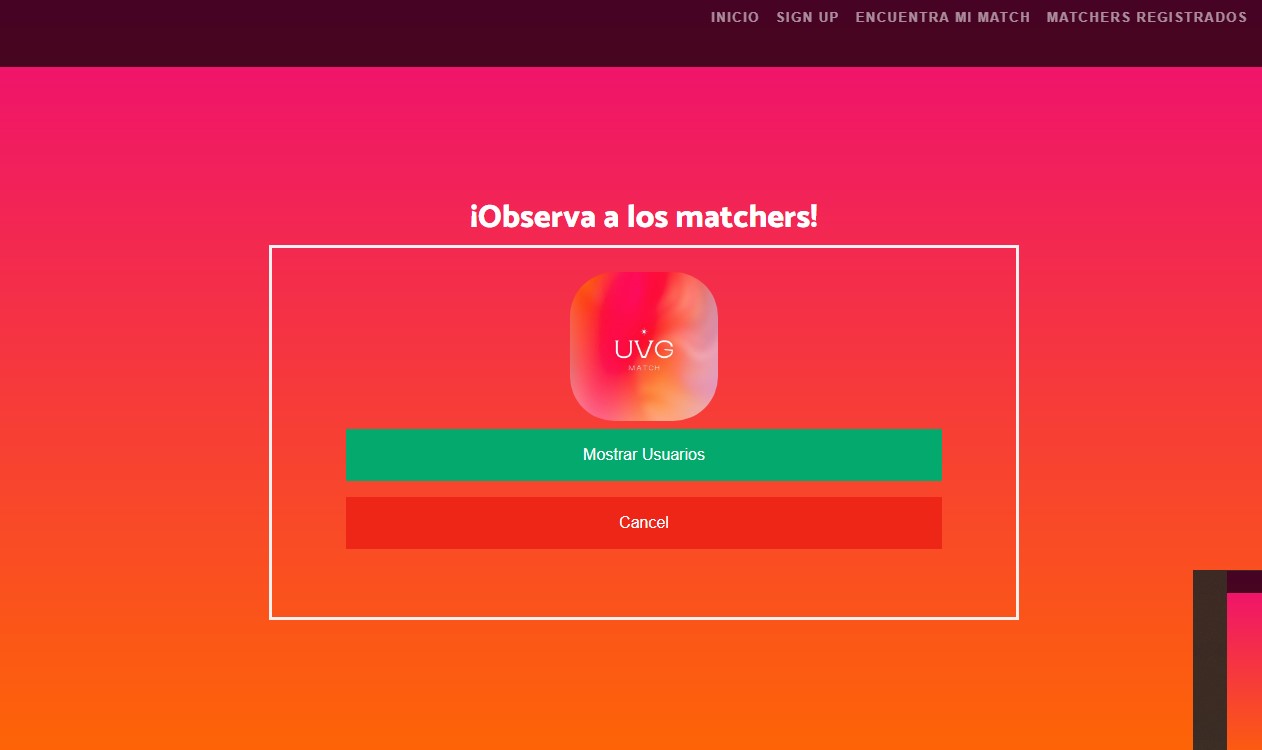 INICIO SIGN UP ENCUENTRA MI MATCH MATCHERS REGISTRADOS
¡Observa a los matchers!
UVG
MATCH
Mostrar Usuarios
Cancel